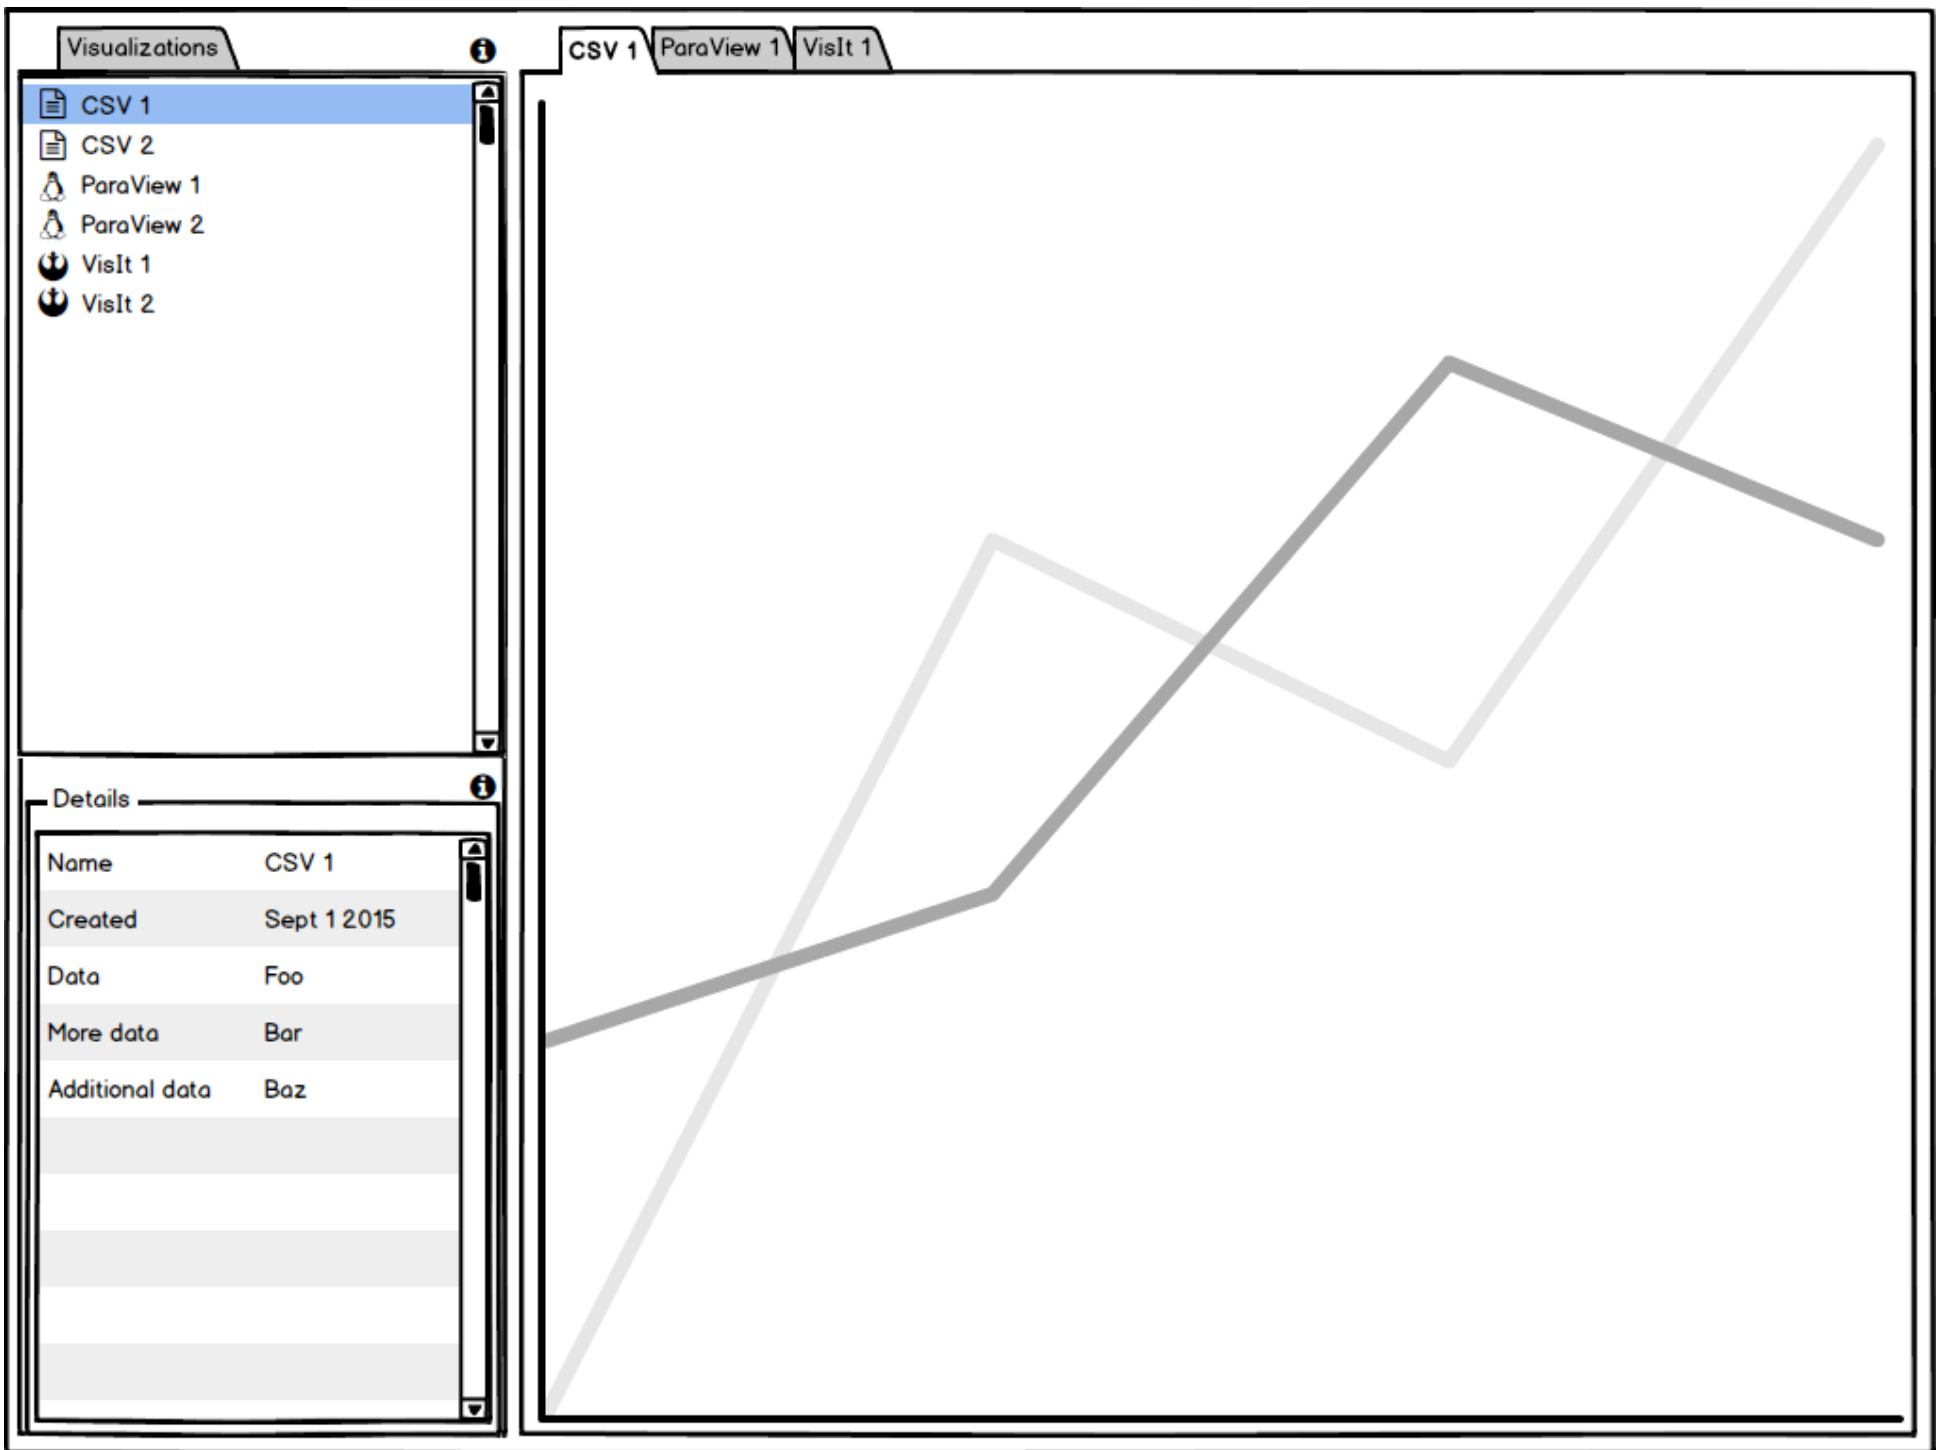 Visualizations
CSV 1
CSV 2
ParaView 1
ParaView 2
VisIt 1
VisIt 2
Details
Name CSV 1
Created Sept 1 2015
Data Foo
More data Bar
Additional data Baz
CSV 1 ParaView 1 VisIt 1